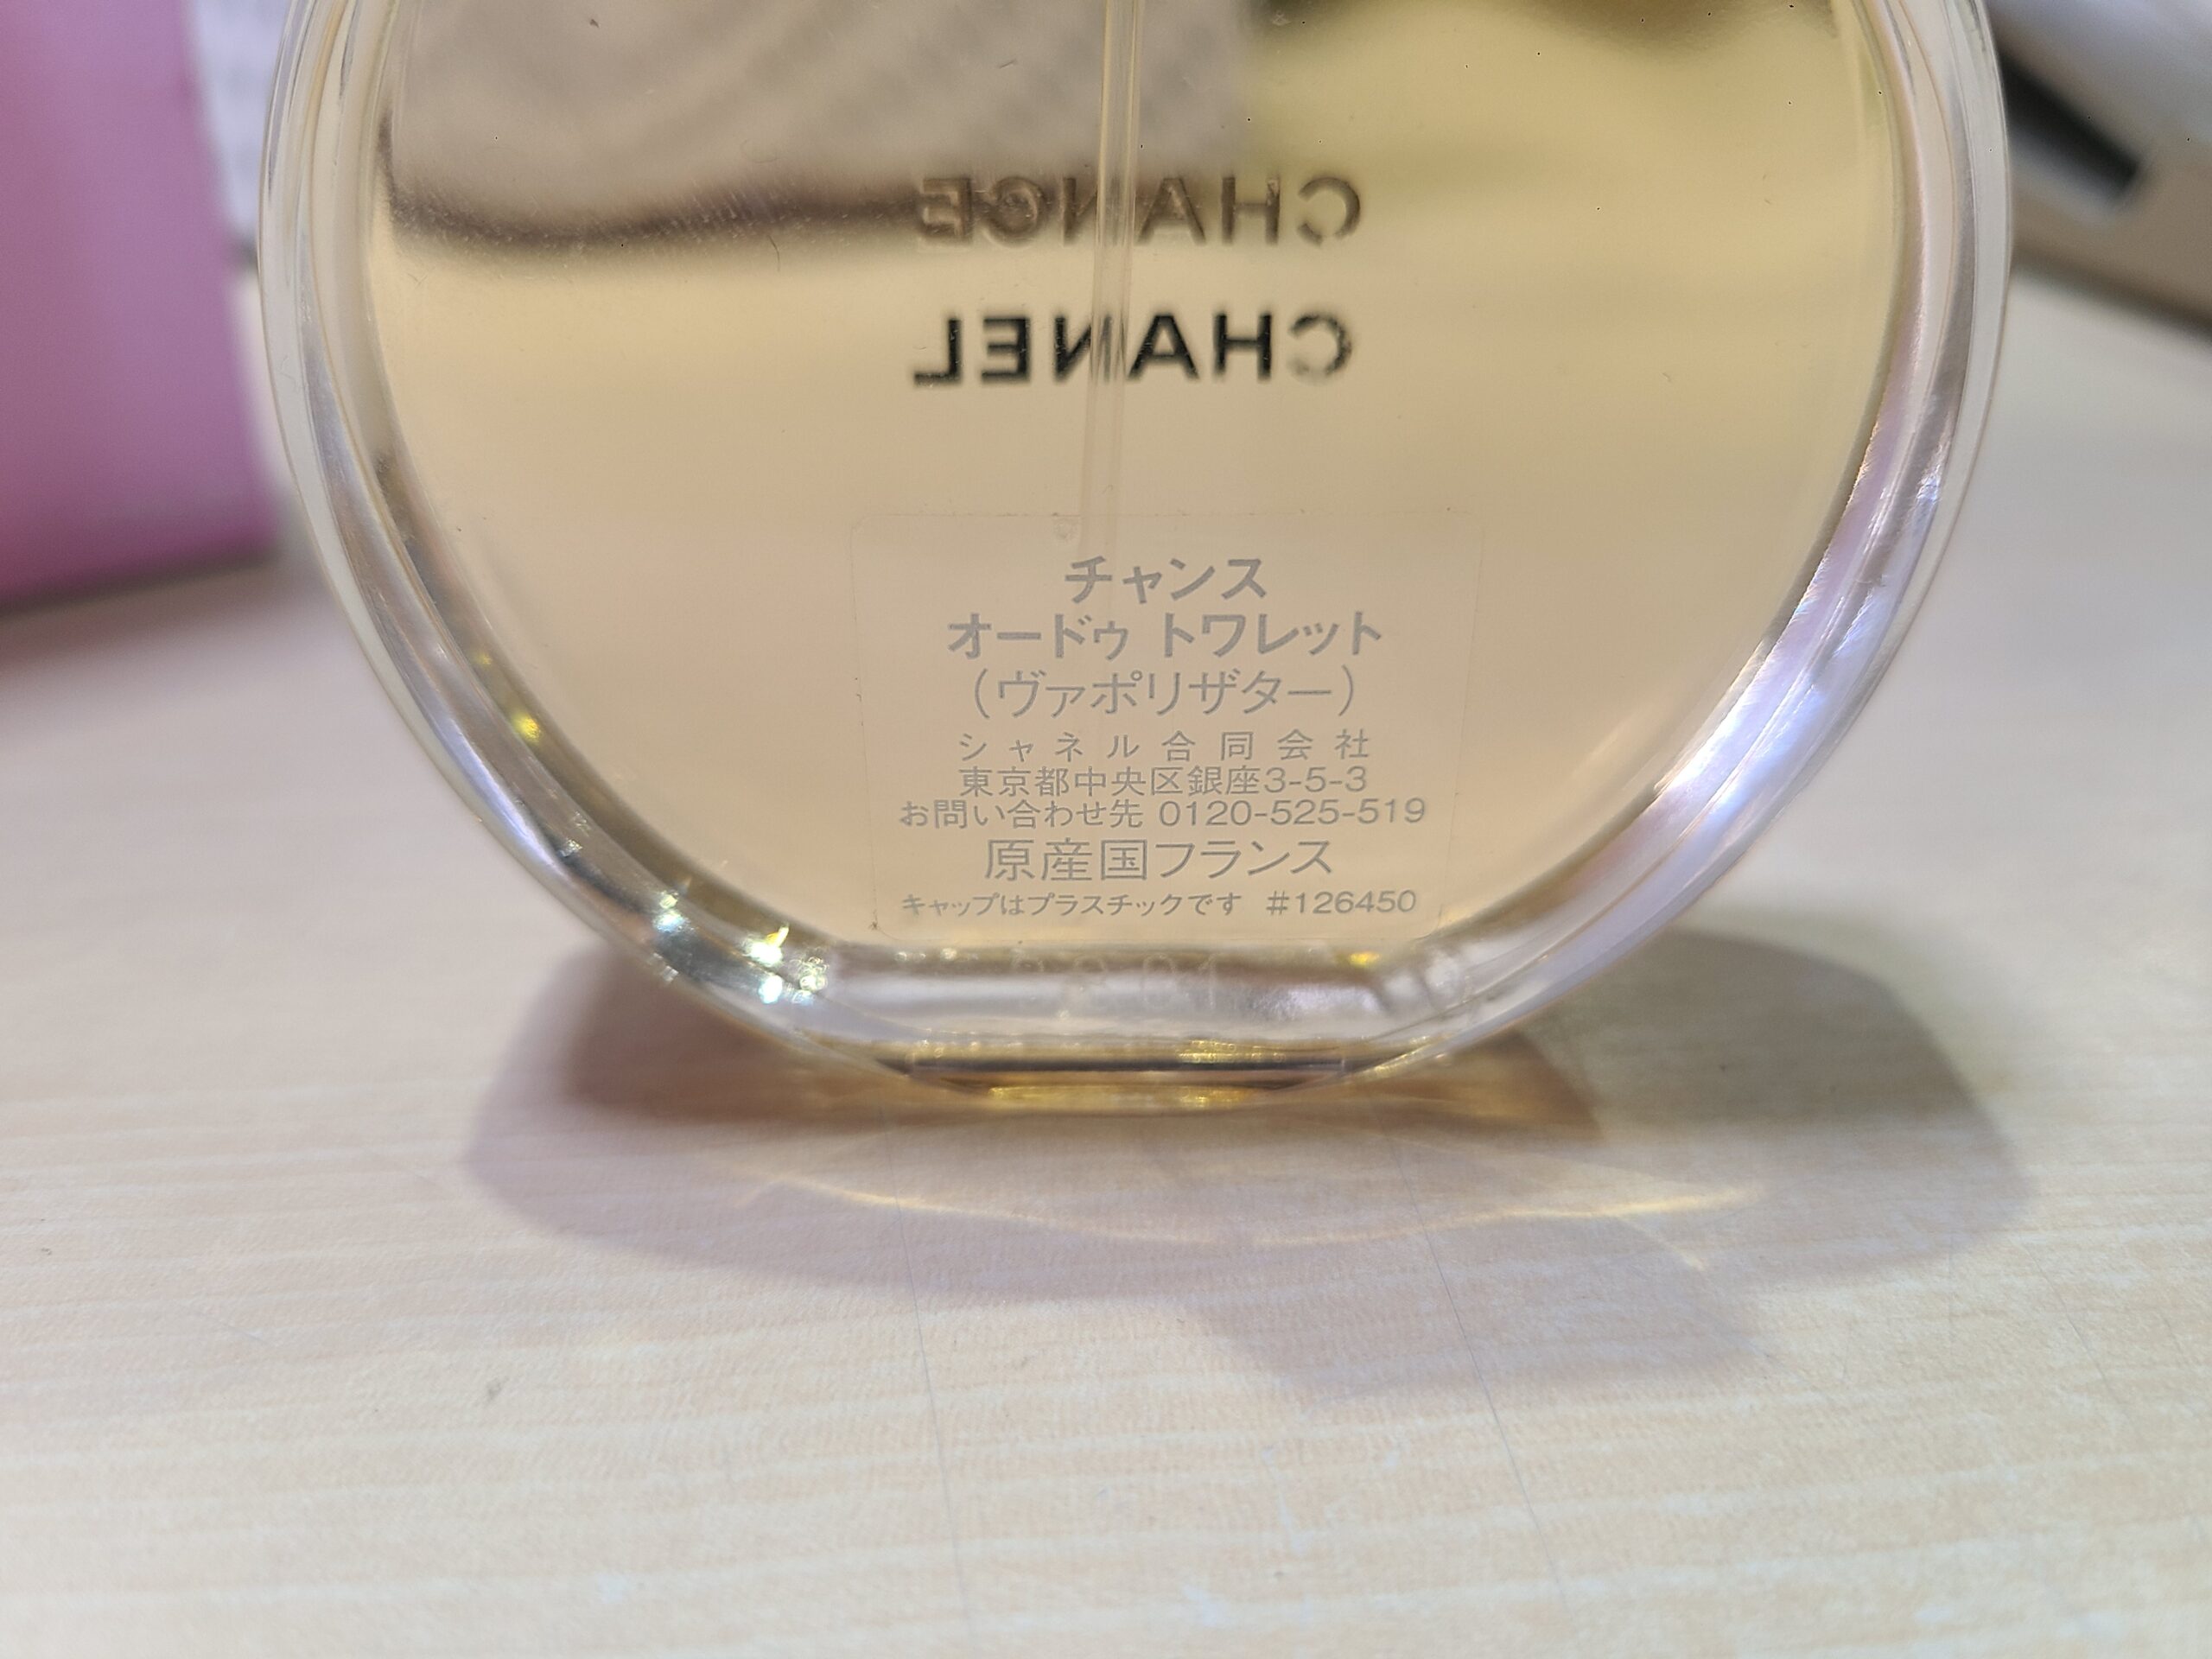 CHANCE
CHANEL
チャンス
オードゥ トワレット
(ヴァポリザター)
シャネル合同会社
東京都中央区銀座3-5-3
お問い合わせ先 0120-525-519
原産国フランス
キャップはプラスチックです #126450